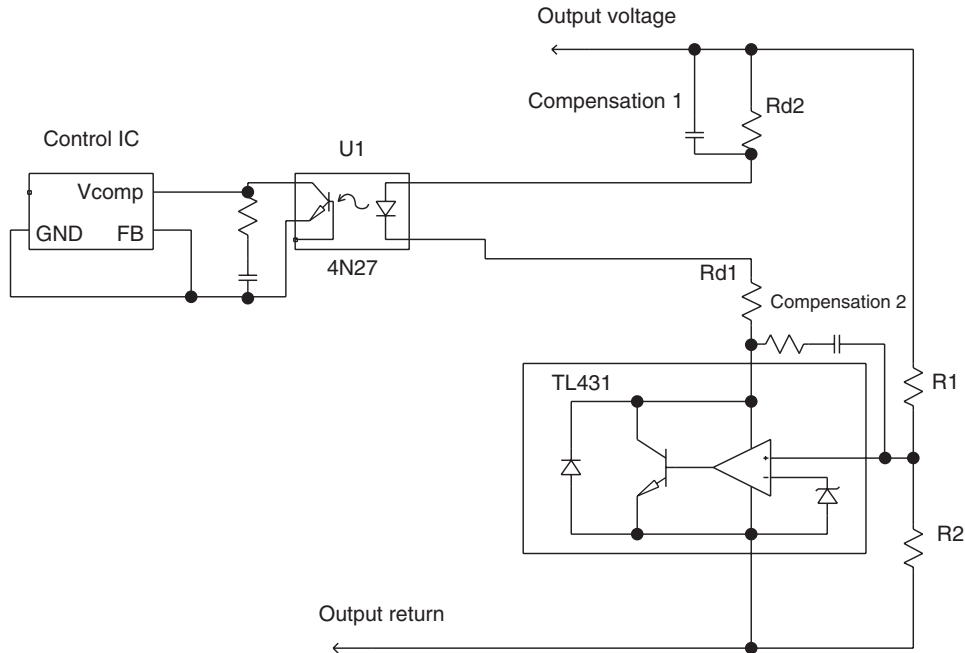 Output voltage
Compensation 1
Rd2
Control IC
U1
Vcomp
GND
FB
4N27
Rd1
Compensation 2
TL431
R1
+
-
R2
Output return